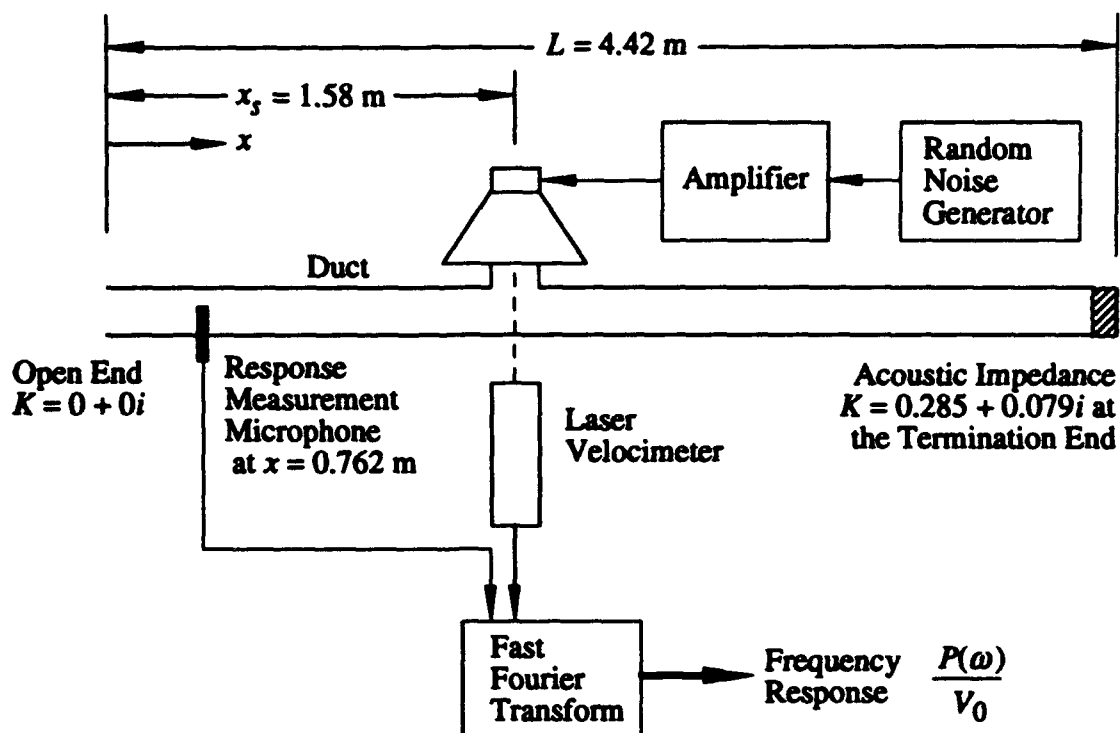 L = 4.42 m
x_s = 1.58 m
x
Amplifier
Random
Noise
Generator
Duct
Open End
K = 0 + 0i
Response
Measurement
Microphone
at x = 0.762 m
Laser
Velocimeter
Acoustic Impedance
K = 0.285 + 0.079i at
the Termination End
Fast
Fourier
Transform
Frequency
Response
P(ω)
V_0